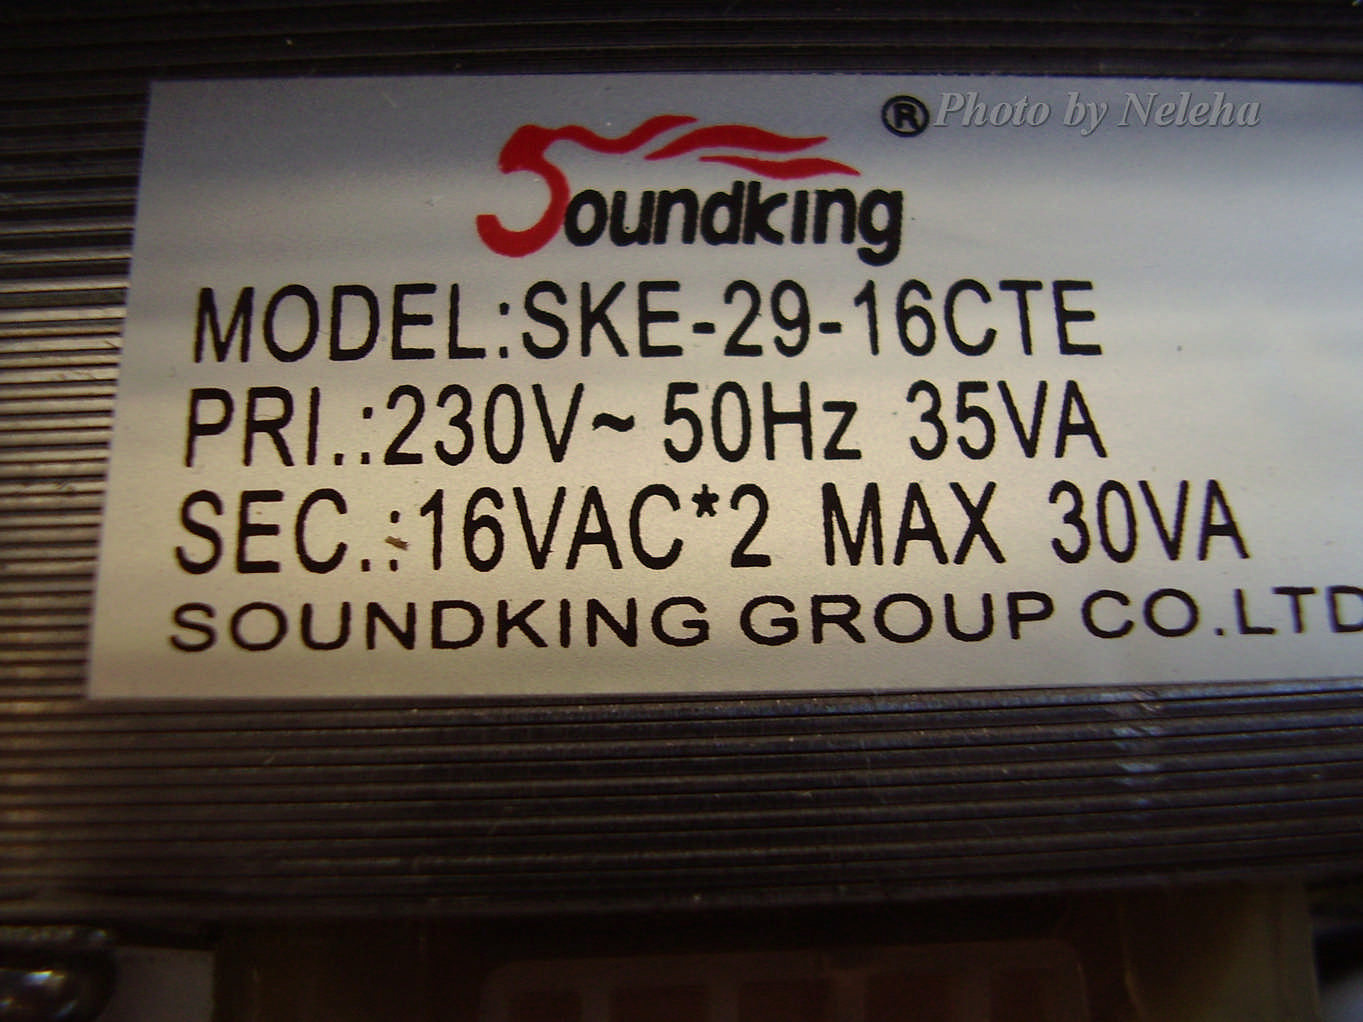 ® Photo by Neleha
Soundking
MODEL:SKE-29-16CTE
PRI.:230V~50Hz 35VA
SEC.:16VAC*2 MAX 30VA
SOUNDKING GROUP CO.LTD